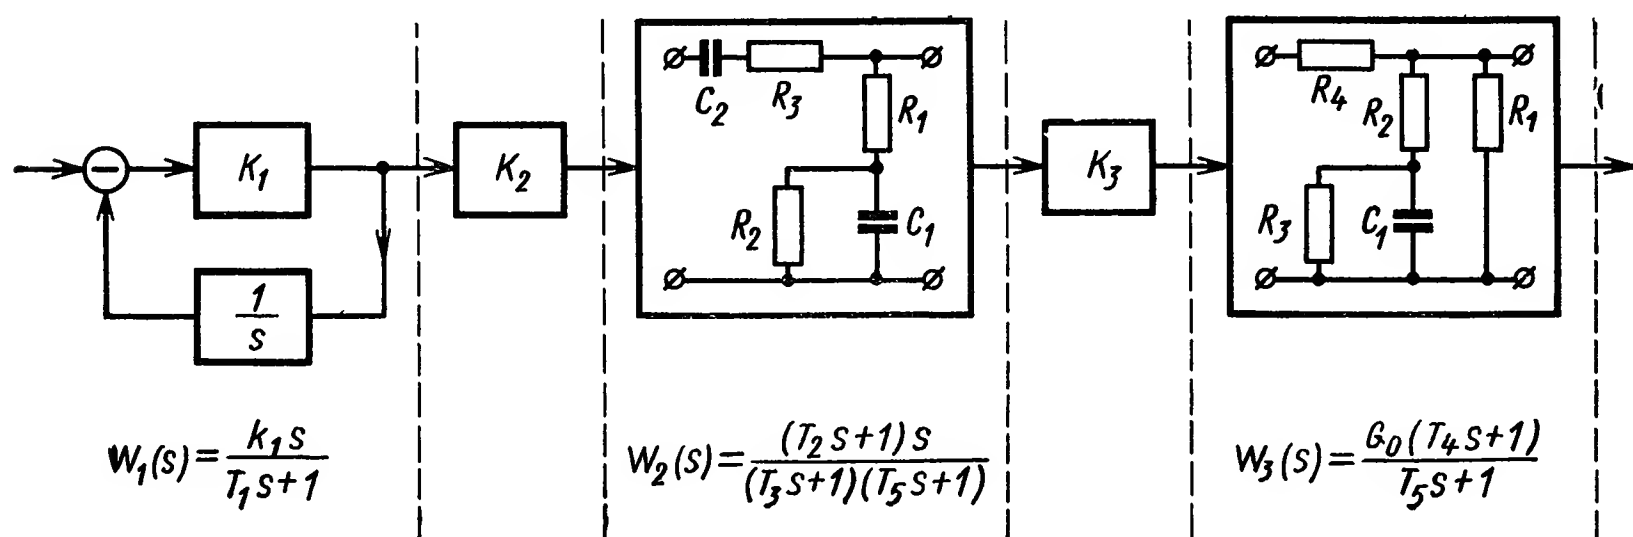 K₁
1/s
K₂
C₂ R₃
R₁
R₂ C₁
K₃
R₄ R₂ R₁
R₃ C₁
W₁(s)=k₁s/(T₁s+1)
W₂(s)=(T₂s+1)s/((T₃s+1)(T₅s+1))
W₃(s)=G₀(T₄s+1)/(T₅s+1)